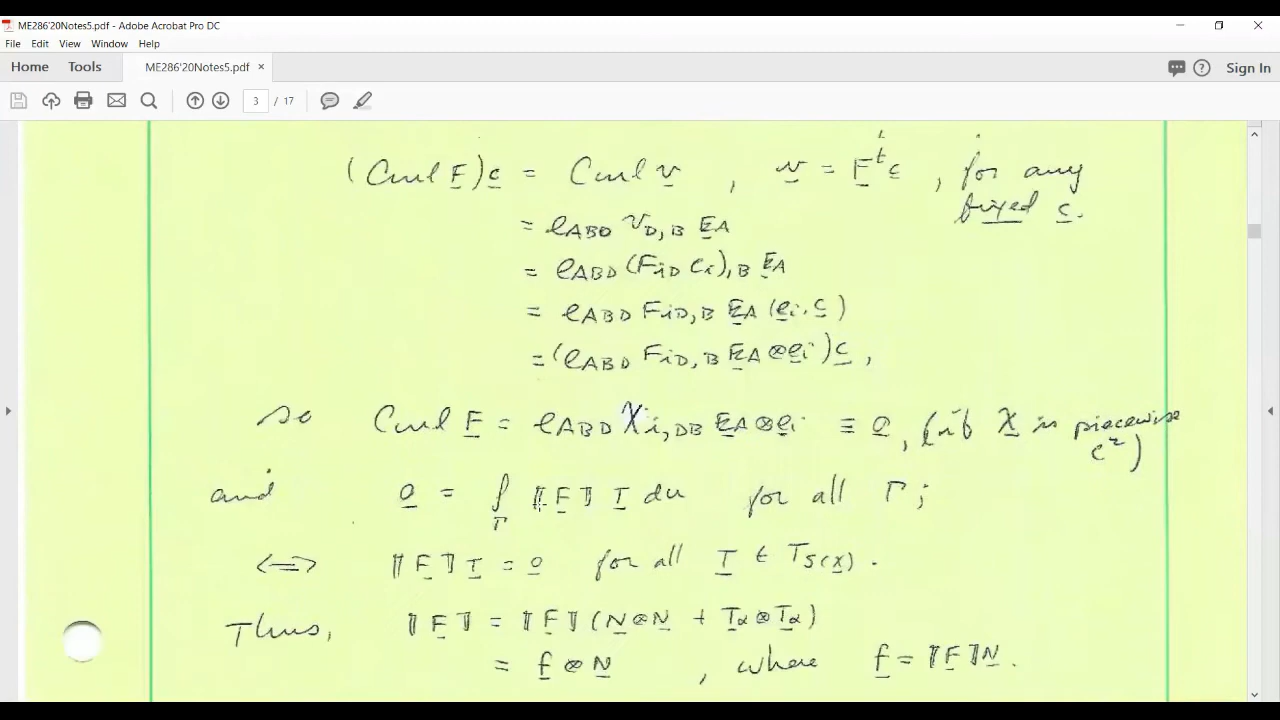 ME286'20Notes5.pdf - Adobe Acrobat Pro DC
File Edit View Window Help
Home Tools ME286'20Notes5.pdf × Sign In
3 / 17
(Curl F)c = Curl v , v = Fᵗc , for any fixed c.
= e_ABD v_D,B E_A
= e_ABD (F_iD c_i),_B E_A
= e_ABD F_iD,B E_A (e_i · c)
= (e_ABD F_iD,B E_A ⊗ e_i) c ,
so Curl F = e_ABD χ_i,DB E_A ⊗ e_i ≡ 0 , (if χ is piecewise C²)
and 0 = ∫_Γ ⟦F⟧ T du for all Γ ;
⟺ ⟦F⟧ T = 0 for all T ∈ T_S(x) .
Thus, ⟦F⟧ = ⟦F⟧ (N ⊗ N + T_α ⊗ T_α)
= f ⊗ N , where f = ⟦F⟧ N .